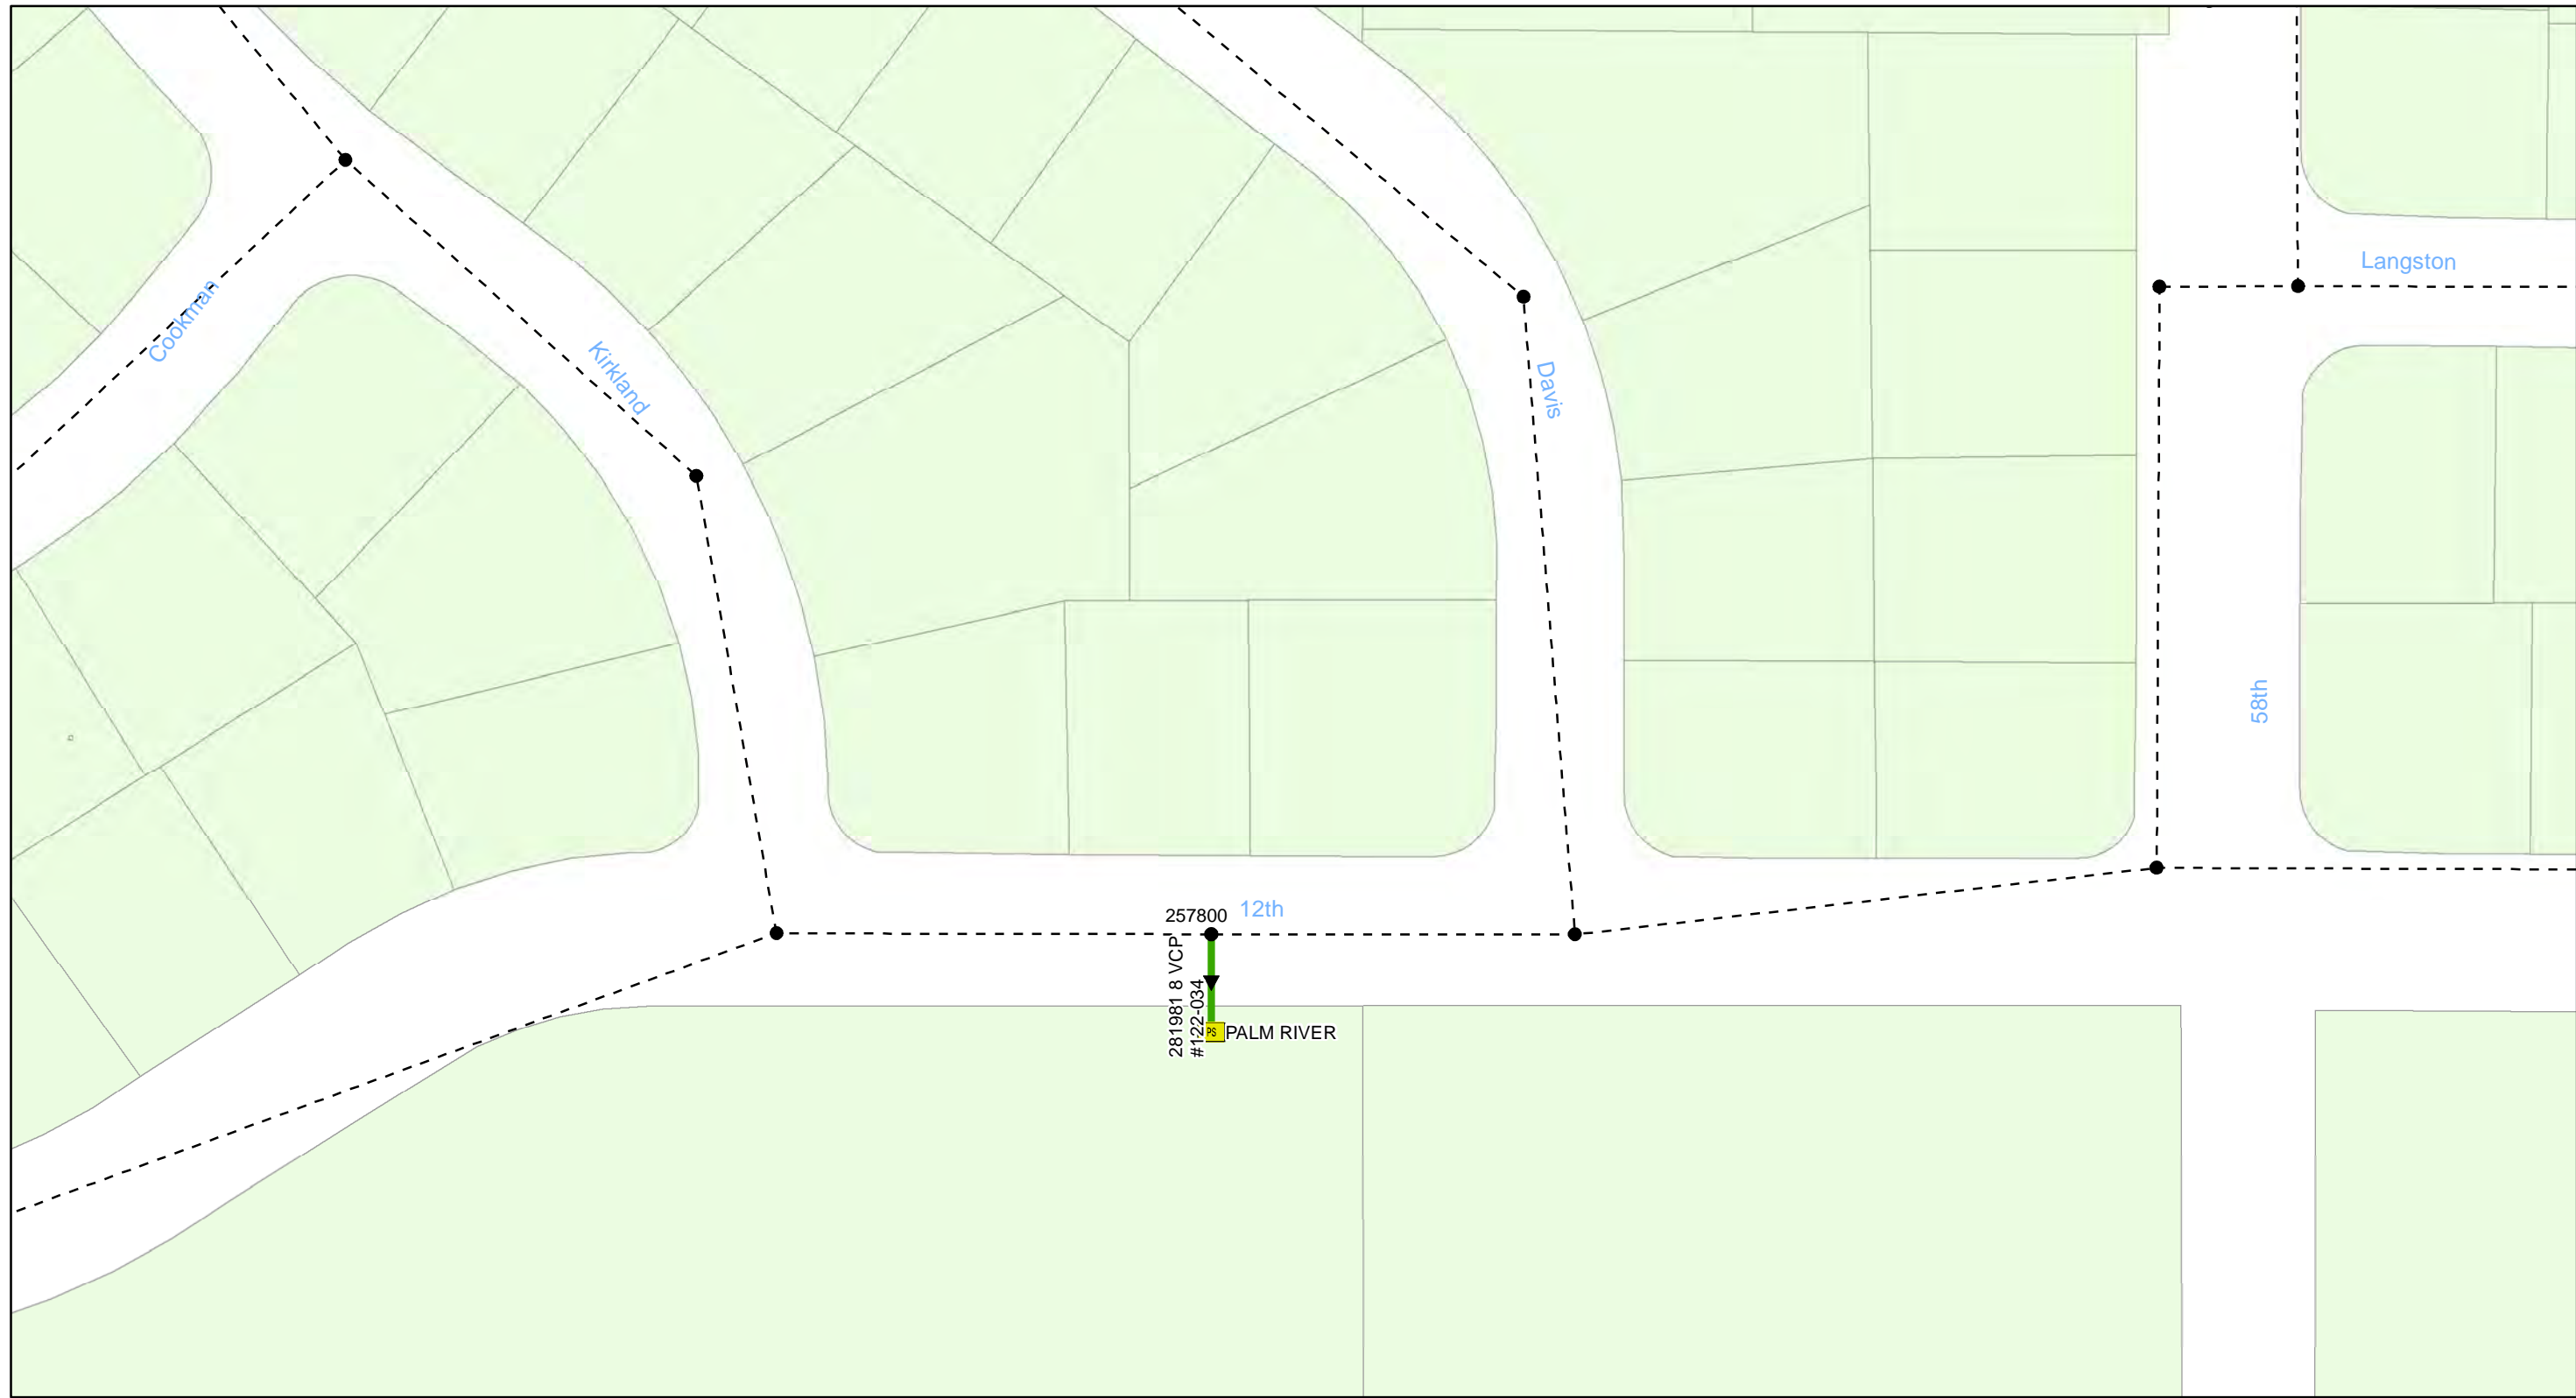 Langston
Cookman
Kirkland
Davis
58th
12th
257800
281981 8 VCP
#122-034
PS
PALM RIVER